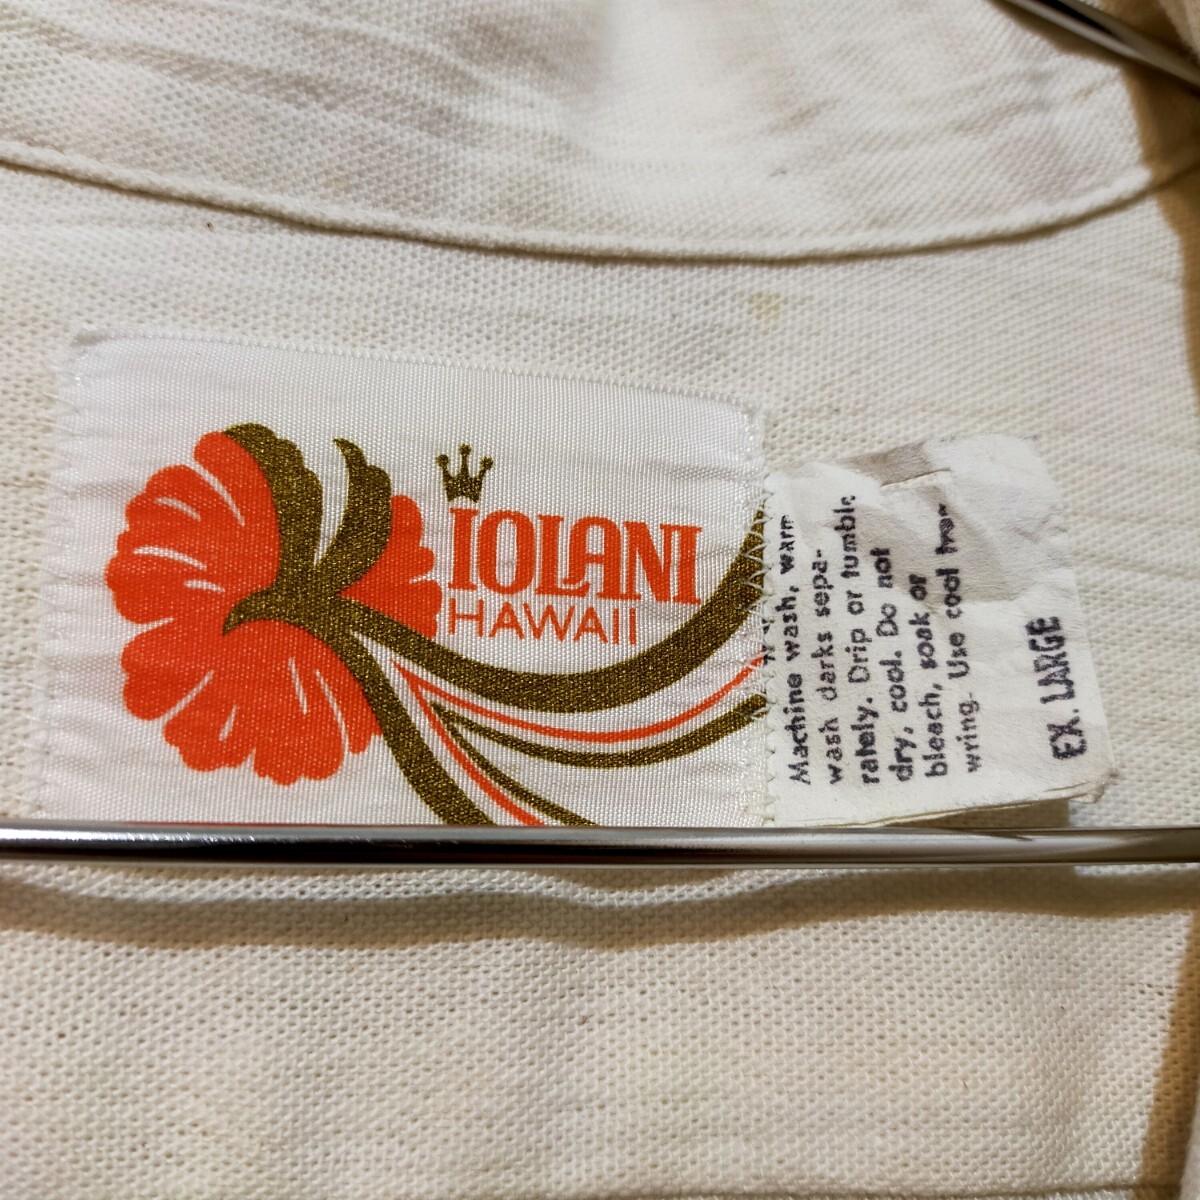 IOLANI
HAWAII
Machine wash, warm
wash darks sepa-
rately. Drip or tumble
dry, cool. Do not
bleach, soak or
wring. Use cool iron.
EX. LARGE